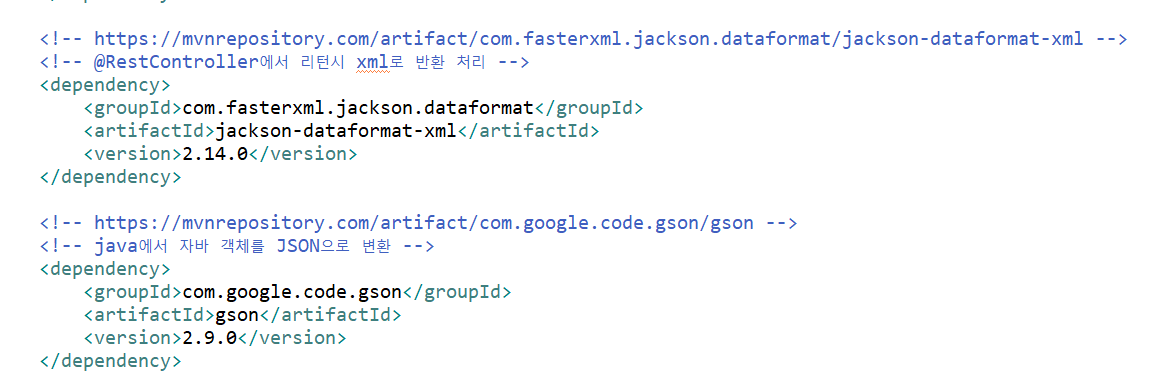 <!-- https://mvnrepository.com/artifact/com.fasterxml.jackson.dataformat/jackson-dataformat-xml -->
<!-- @RestController에서 리턴시 xml로 반환 처리 -->
<dependency>
    <groupId>com.fasterxml.jackson.dataformat</groupId>
    <artifactId>jackson-dataformat-xml</artifactId>
    <version>2.14.0</version>
</dependency>
<!-- https://mvnrepository.com/artifact/com.google.code.gson/gson -->
<!-- java에서 자바 객체를 JSON으로 변환 -->
<dependency>
    <groupId>com.google.code.gson</groupId>
    <artifactId>gson</artifactId>
    <version>2.9.0</version>
</dependency>